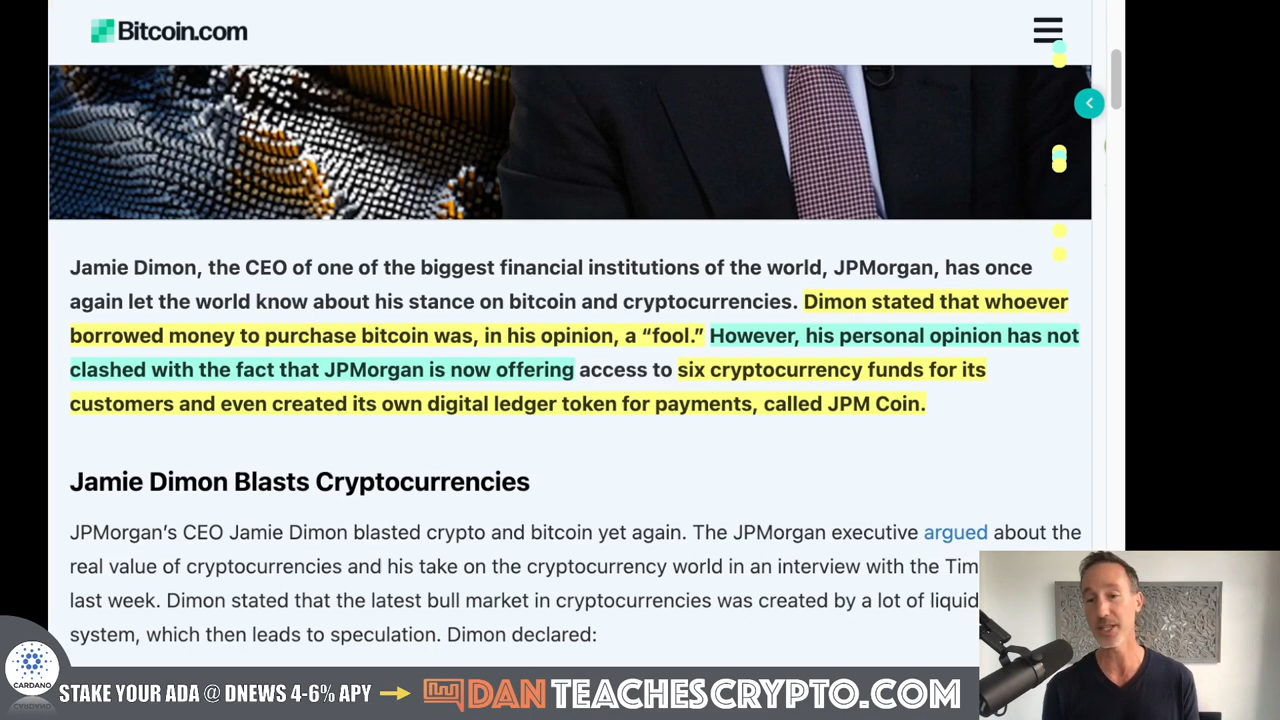 Bitcoin.com
Jamie Dimon, the CEO of one of the biggest financial institutions of the world, JPMorgan, has once
again let the world know about his stance on bitcoin and cryptocurrencies. Dimon stated that whoever
borrowed money to purchase bitcoin was, in his opinion, a “fool.” However, his personal opinion has not
clashed with the fact that JPMorgan is now offering access to six cryptocurrency funds for its
customers and even created its own digital ledger token for payments, called JPM Coin.
Jamie Dimon Blasts Cryptocurrencies
JPMorgan’s CEO Jamie Dimon blasted crypto and bitcoin yet again. The JPMorgan executive argued about the
real value of cryptocurrencies and his take on the cryptocurrency world in an interview with the Tim
last week. Dimon stated that the latest bull market in cryptocurrencies was created by a lot of liquid
system, which then leads to speculation. Dimon declared:
CARDANO
STAKE YOUR ADA @ DNEWS 4-6% APY
DAN TEACHESCRYPTO.COM